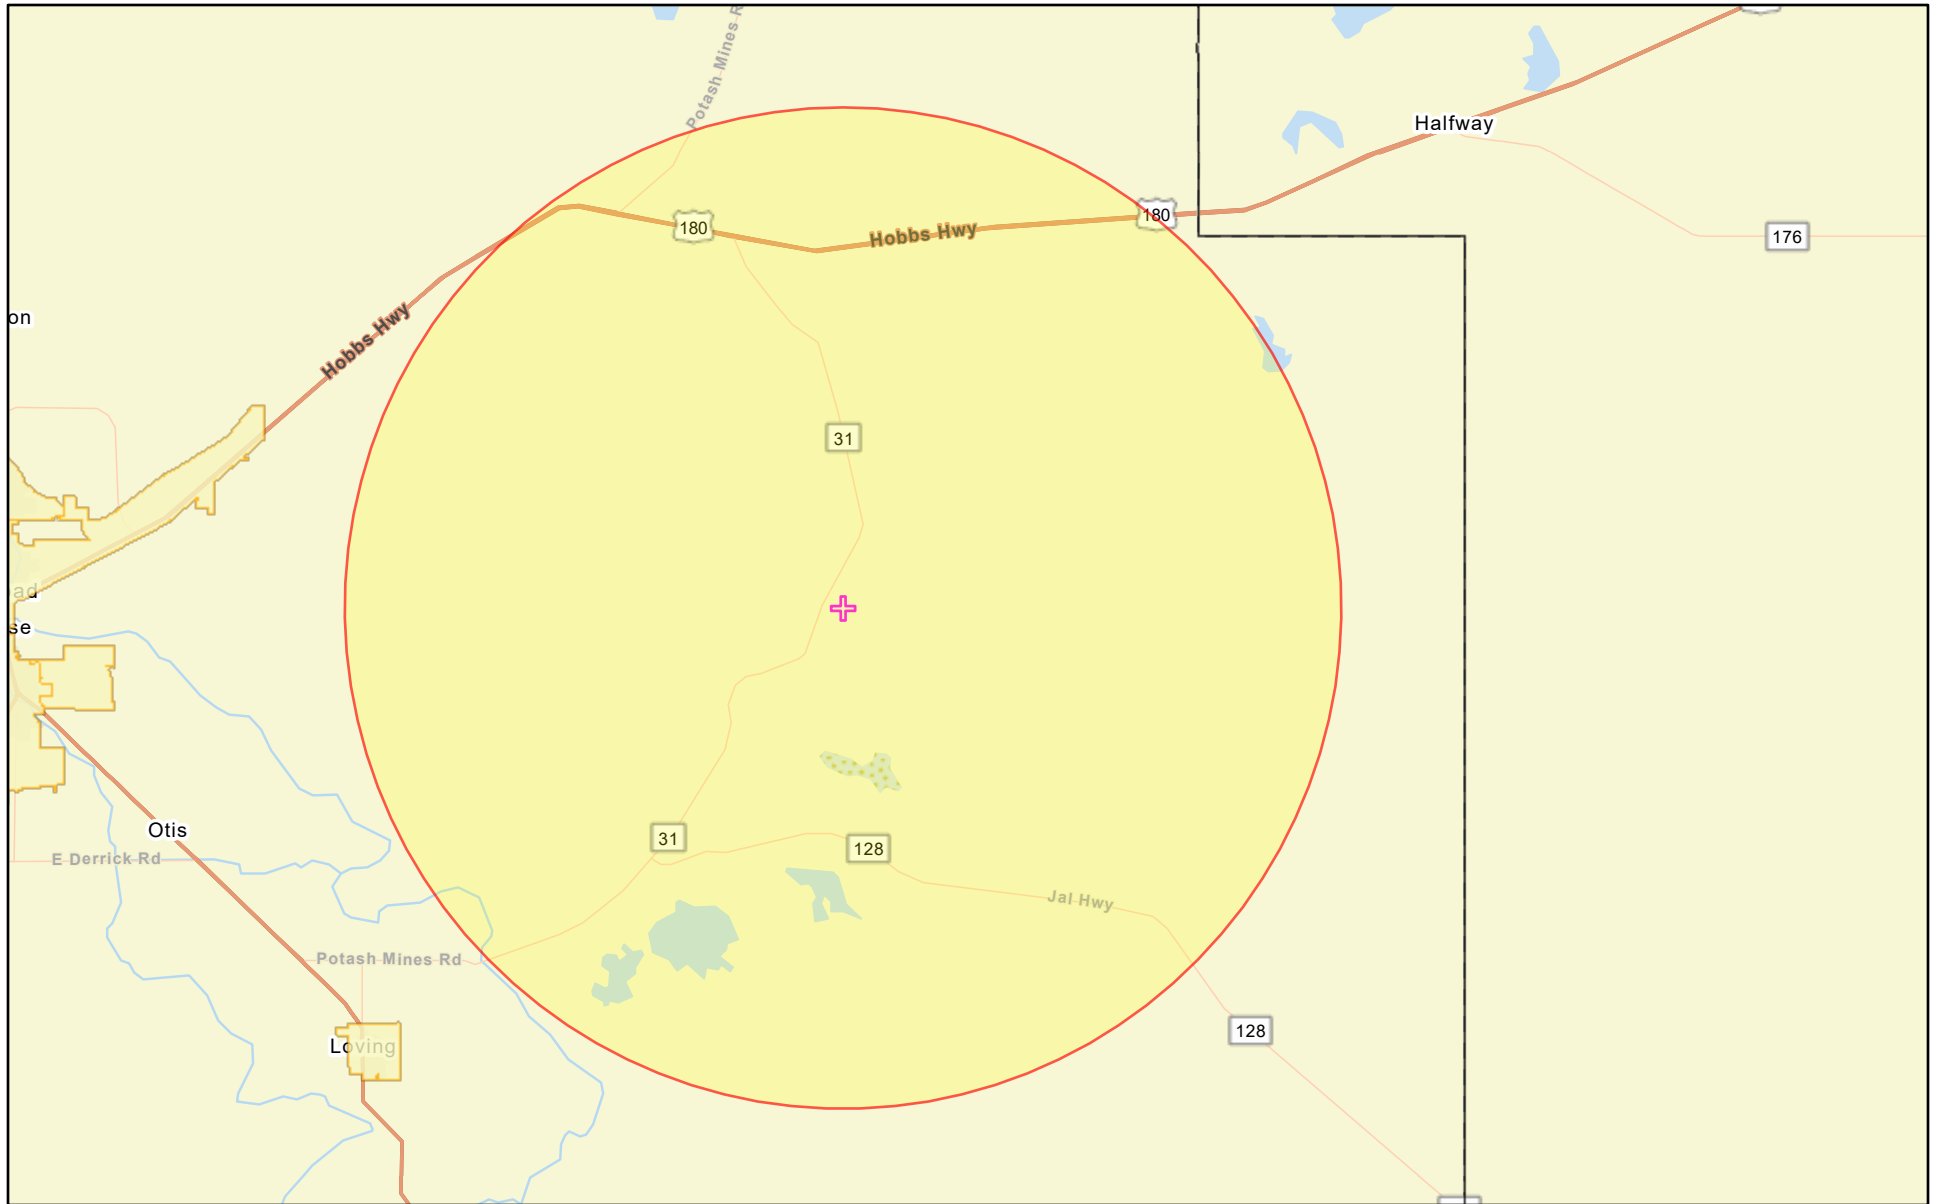 Potash Mines R
Halfway
180
180
Hobbs Hwy
176
on
Hobbs Hwy
31
ad
se
Otis
31
128
E Derrick Rd
Jal Hwy
Potash Mines Rd
128
Loving